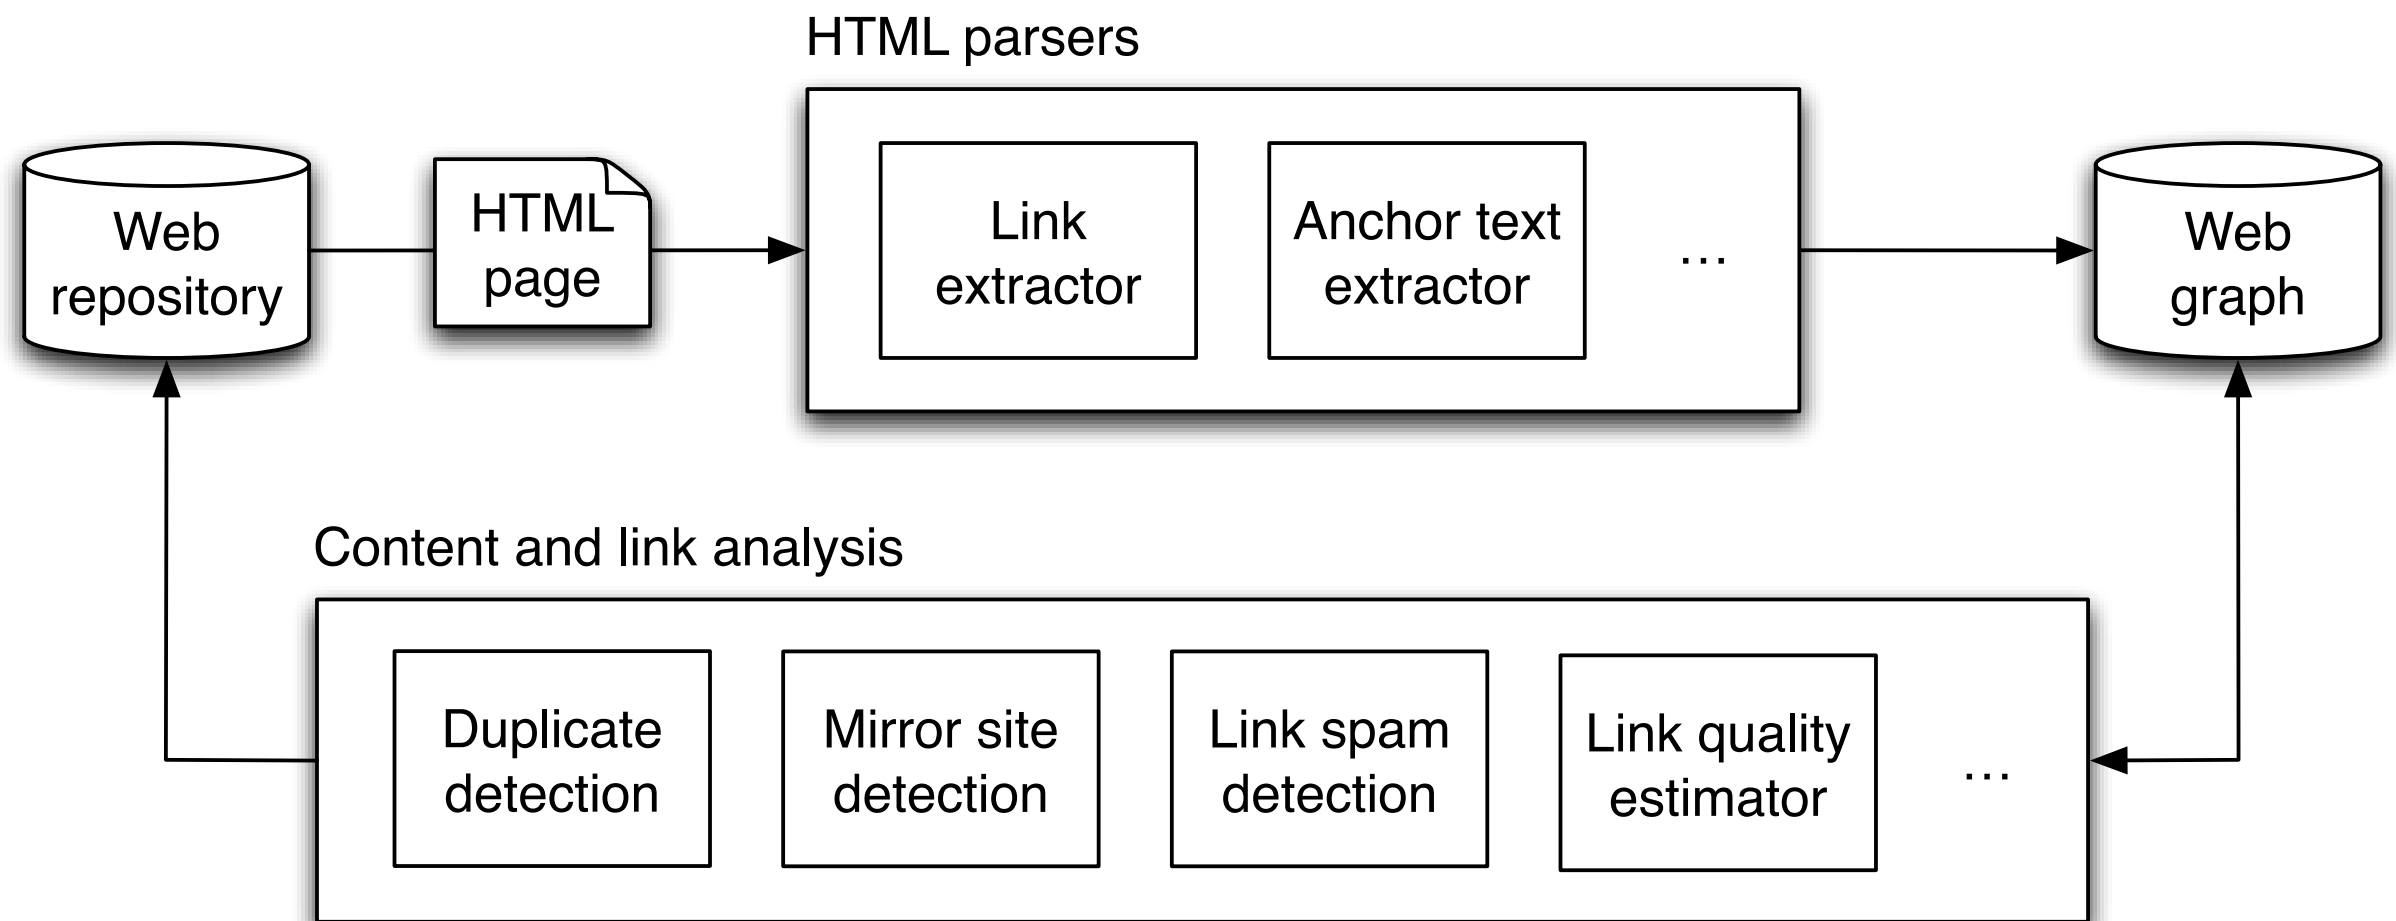 HTML parsers
Web
repository
HTML
page
Link
extractor
Anchor text
extractor
...
Web
graph
Content and link analysis
Duplicate
detection
Mirror site
detection
Link spam
detection
Link quality
estimator
...